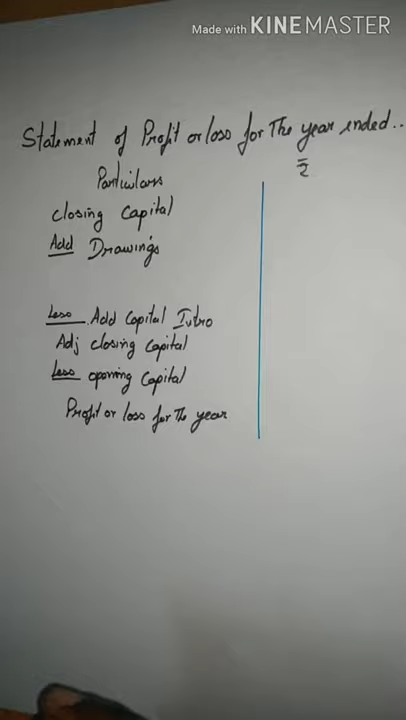 Made with KINEMASTER
Statement of Profit or loss for The year ended..
Particulars
₹
closing Capital
Add Drawings
Less Add Capital Intro
Adj closing Capital
Less opening Capital
Profit or loss for The year